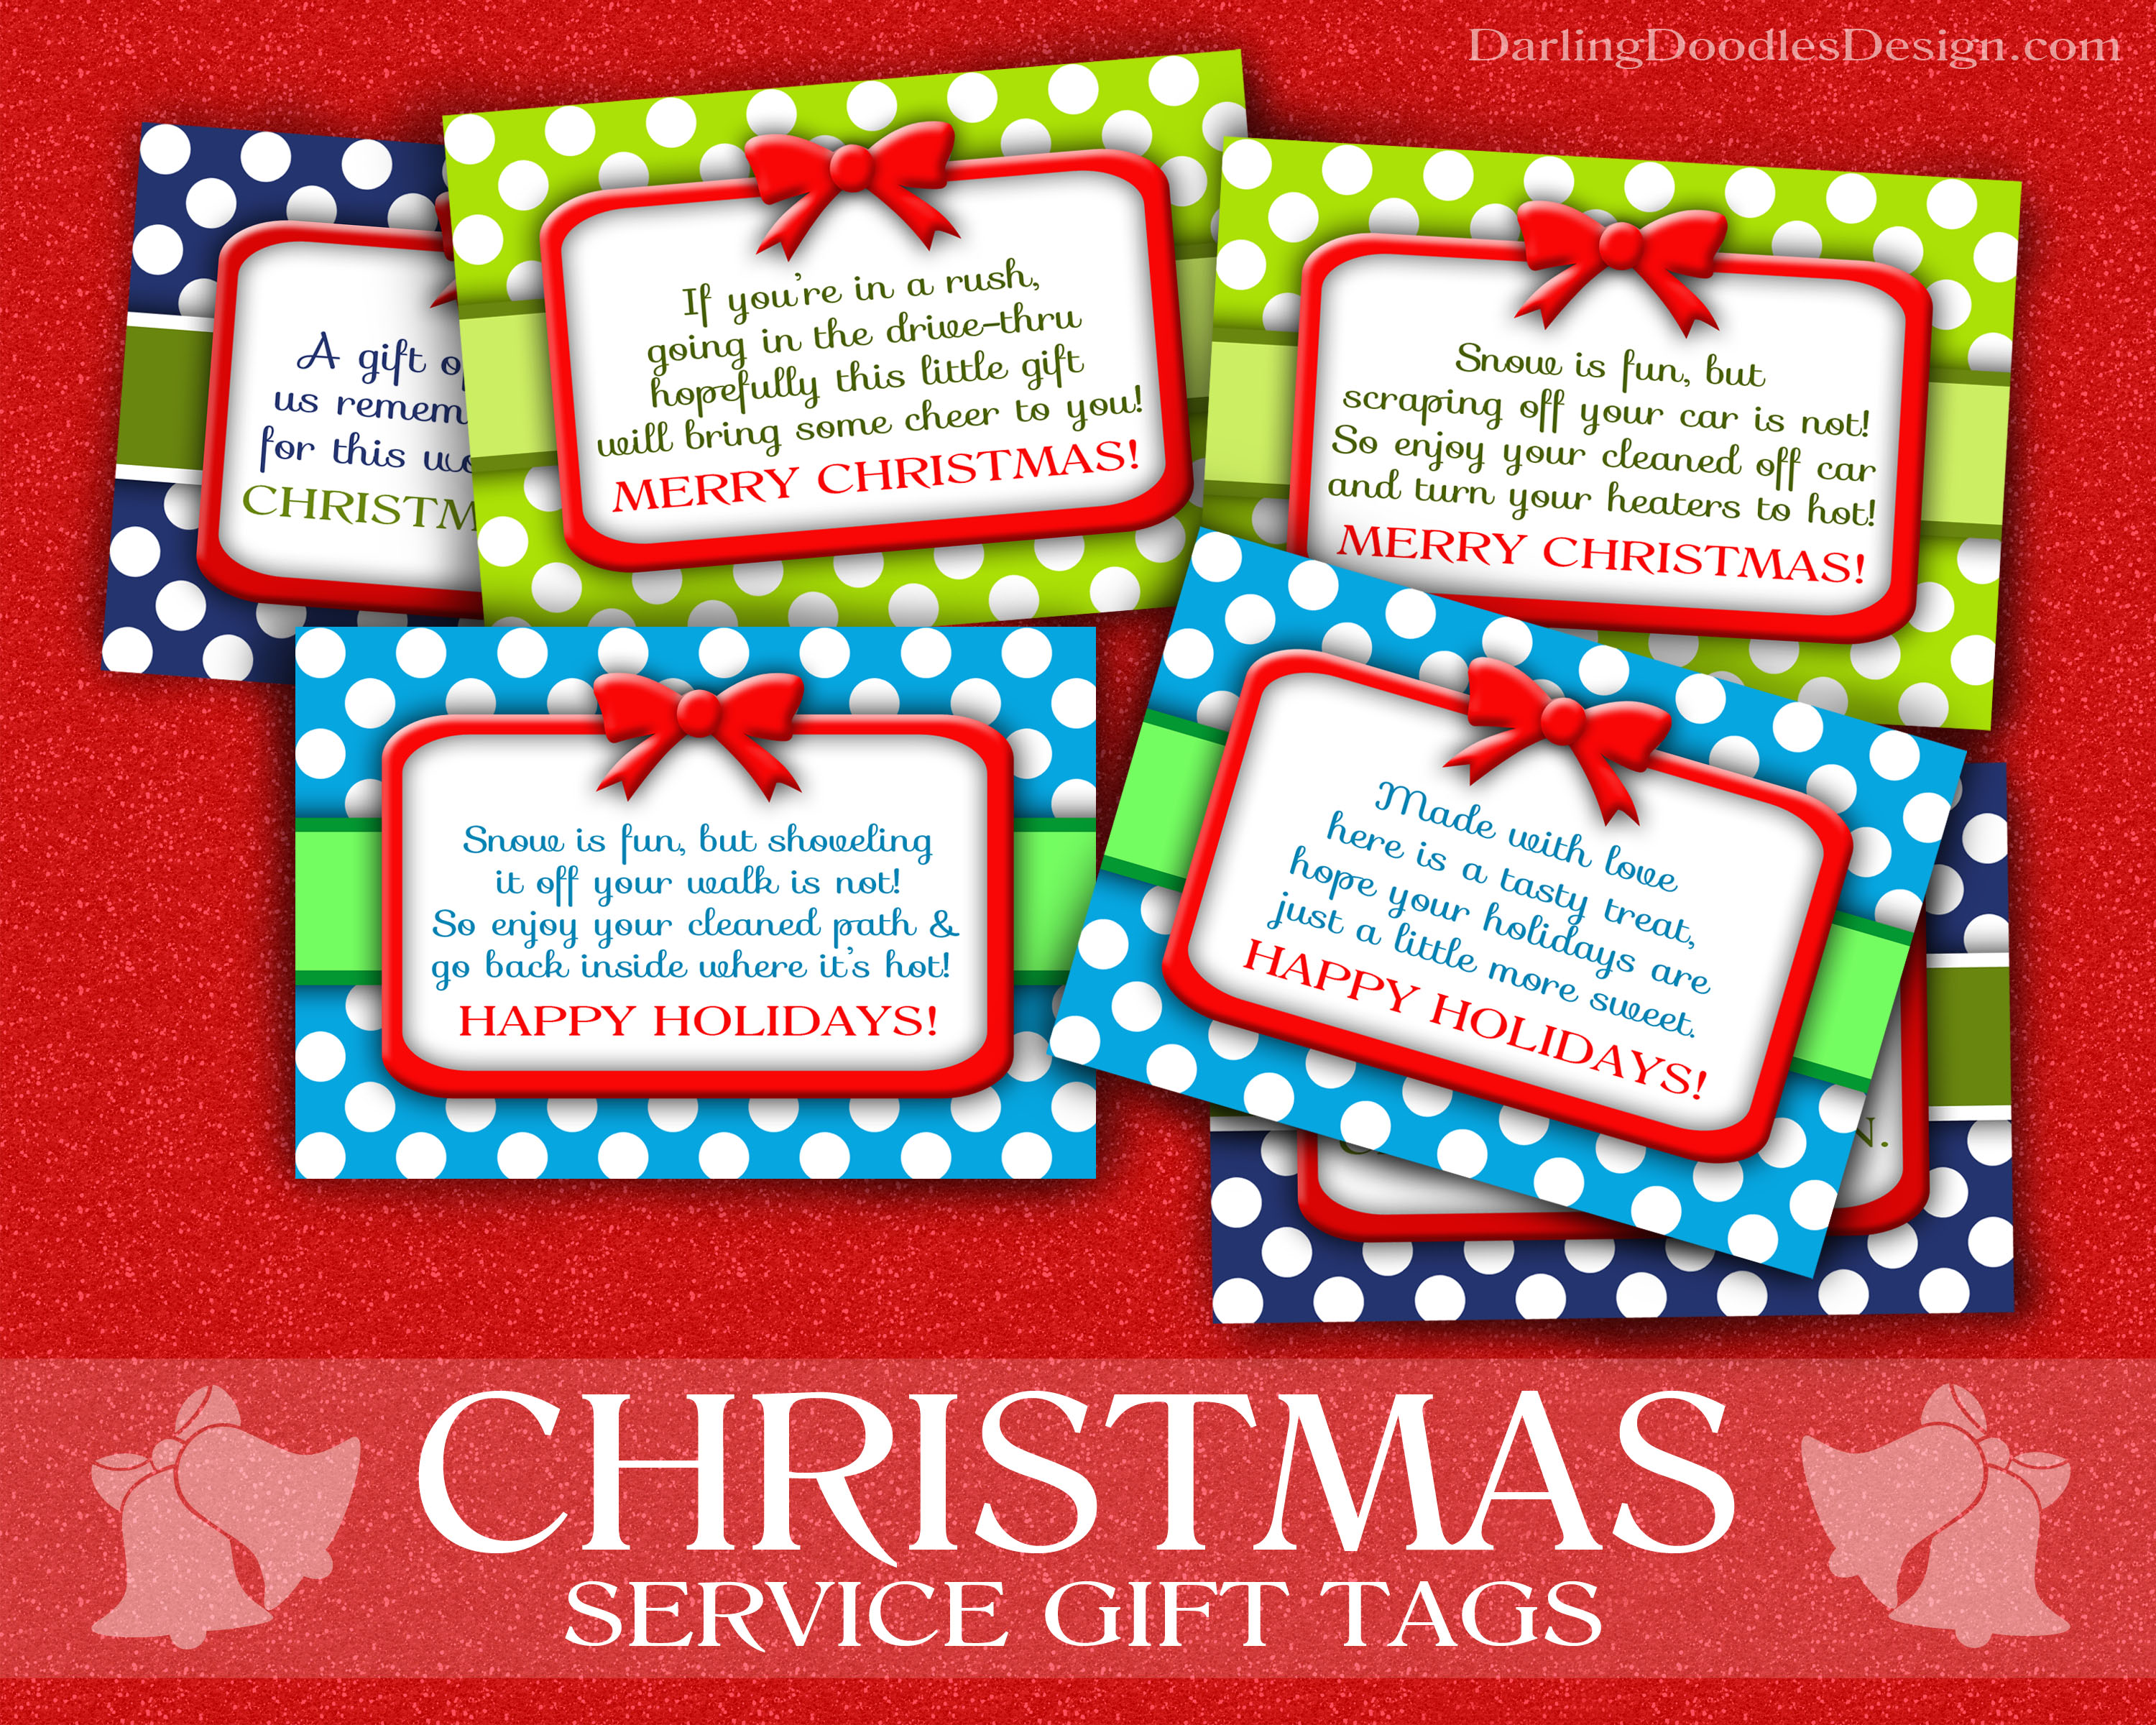 DarlingDoodlesDesign.com
A gift
us
for this
If you're in a rush,
going in the drive-thru
hopefully this little gift
will bring some cheer to you!
MERRY CHRISTMAS!
Snow is fun, but
scraping off your car is not!
So enjoy your cleaned off car
and turn your heaters to hot!
MERRY CHRISTMAS!
Snow is fun, but shoveling
it off your walk is not!
So enjoy your cleaned path &
go back inside where it's hot!
HAPPY HOLIDAYS!
Made with love
here is a tasty treat,
hope your holidays are
just a little more sweet.
HAPPY HOLIDAYS!
CHRISTMAS
SERVICE GIFT TAGS